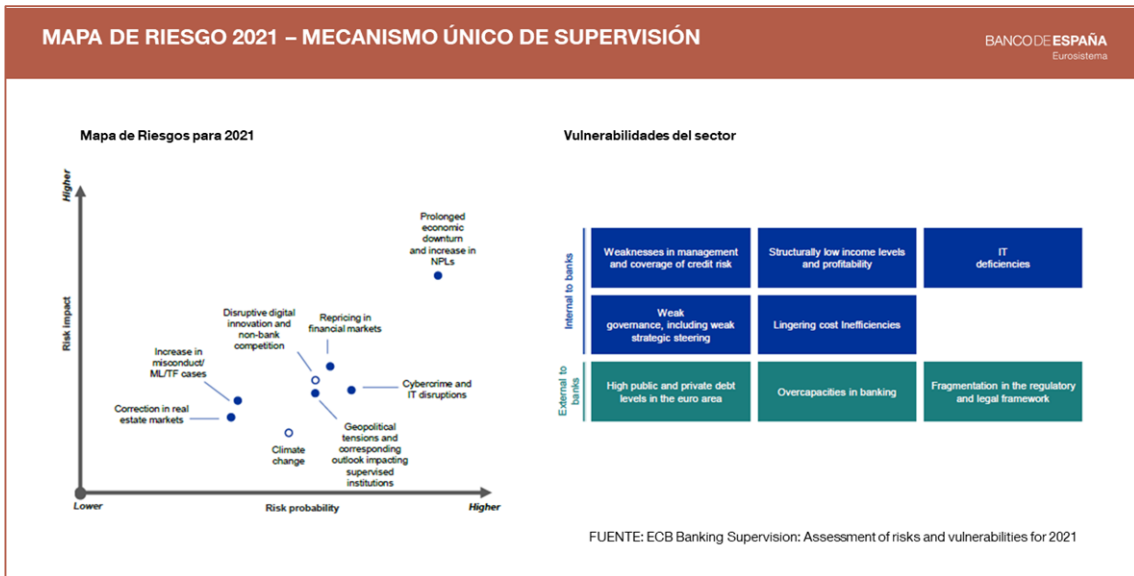 MAPA DE RIESGO 2021 – MECANISMO ÚNICO DE SUPERVISIÓN
BANCODEESPAÑA
Eurosistema
Mapa de Riesgos para 2021
Higher
Risk impact
Prolonged
economic
downturn
and increase in
NPLs
Disruptive digital
innovation and
non-bank
competition
Repricing in
financial markets
Increase in
misconduct/
ML/TF cases
Cybercrime and
IT disruptions
Correction in real
estate markets
Geopolitical
tensions and
corresponding
outlook impacting
supervised
institutions
Climate
change
Lower
Risk probability
Higher
Vulnerabilidades del sector
Internal to banks
Weaknesses in management
and coverage of credit risk
Structurally low income levels
and profitability
IT
deficiencies
Weak
governance, including weak
strategic steering
Lingering cost Inefficiencies
External to
banks
High public and private debt
levels in the euro area
Overcapacities in banking
Fragmentation in the regulatory
and legal framework
FUENTE: ECB Banking Supervision: Assessment of risks and vulnerabilities for 2021